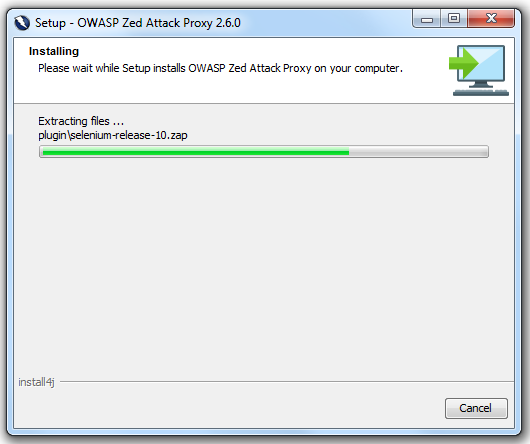 Setup - OWASP Zed Attack Proxy 2.6.0
Installing
Please wait while Setup installs OWASP Zed Attack Proxy on your computer.
Extracting files ...
plugin\selenium-release-10.zap
install4j
Cancel